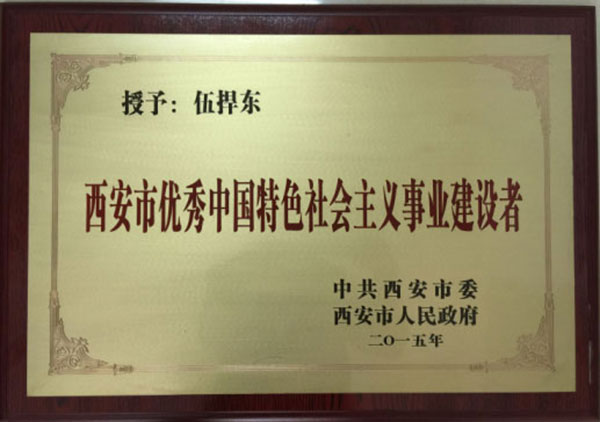 授予：伍捍东
西安市优秀中国特色社会主义事业建设者
中共西安市委
西安市人民政府
二〇一五年